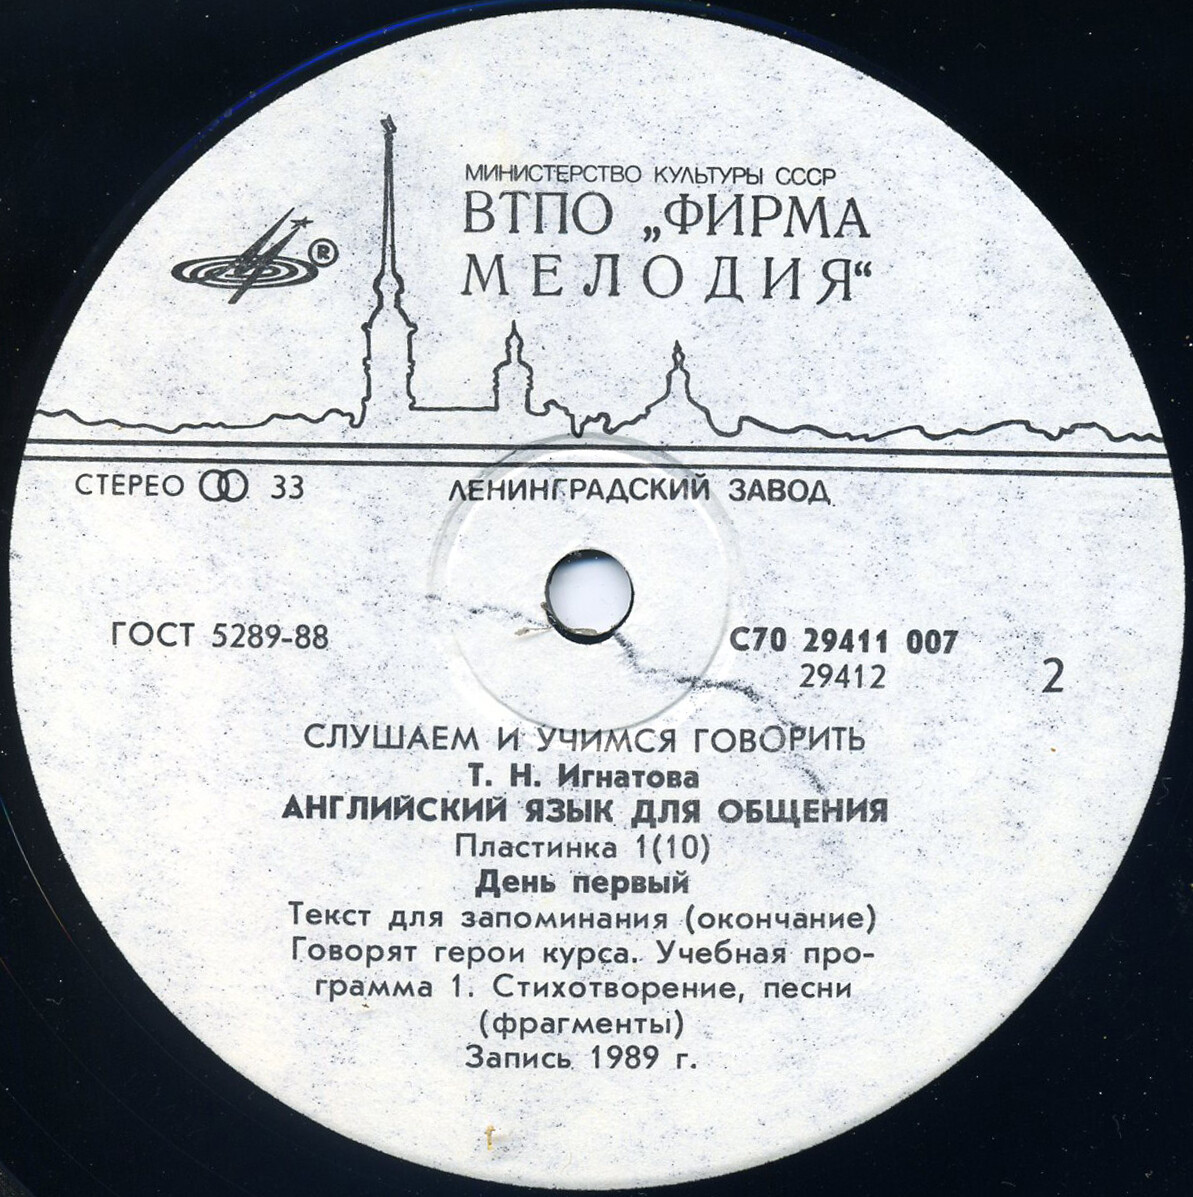 МИНИСТЕРСТВО КУЛЬТУРЫ СССР
ВТПО „ФИРМА
МЕЛОДИЯ“
®
СТЕРЕО 33
ЛЕНИНГРАДСКИЙ ЗАВОД
ГОСТ 5289-88
С70 29411 007
29412
2
СЛУШАЕМ И УЧИМСЯ ГОВОРИТЬ
Т. Н. Игнатова
АНГЛИЙСКИЙ ЯЗЫК ДЛЯ ОБЩЕНИЯ
Пластинка 1(10)
День первый
Текст для запоминания (окончание)
Говорят герои курса. Учебная про-
грамма 1. Стихотворение, песни
(фрагменты)
Запись 1989 г.